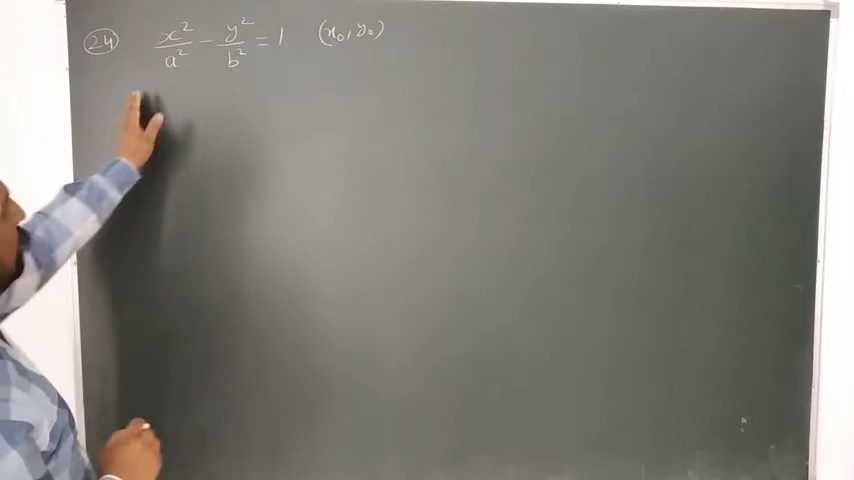 24 x²/a² - y²/b² = 1 (x₀, y₀)